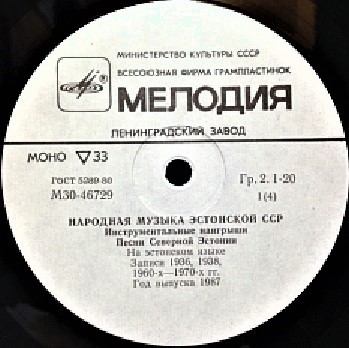 МИНИСТЕРСТВО КУЛЬТУРЫ СССР
ВСЕСОЮЗНАЯ ФИРМА ГРАМПЛАСТИНОК
МЕЛОДИЯ
ЛЕНИНГРАДСКИЙ ЗАВОД
МОНО 33
ГОСТ 5289-80
М30-46729
Гр. 2. 1-20
1(4)
НАРОДНАЯ МУЗЫКА ЭСТОНСКОЙ ССР
Инструментальные наигрыши
Песни Северной Эстонии
На эстонском языке
Записи 1936, 1938,
1960-х—1970-х гг.
Год выпуска 1987